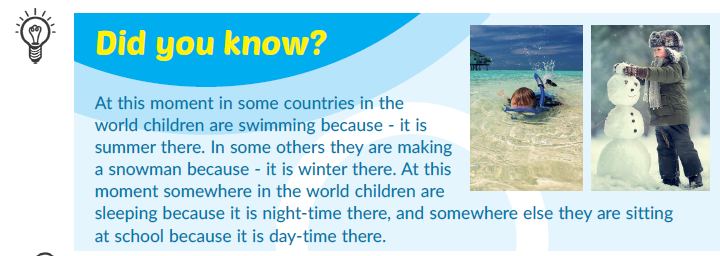 Did you know?
At this moment in some countries in the
world children are swimming because - it is
summer there. In some others they are making
a snowman because - it is winter there. At this
moment somewhere in the world children are
sleeping because it is night-time there, and somewhere else they are sitting
at school because it is day-time there.